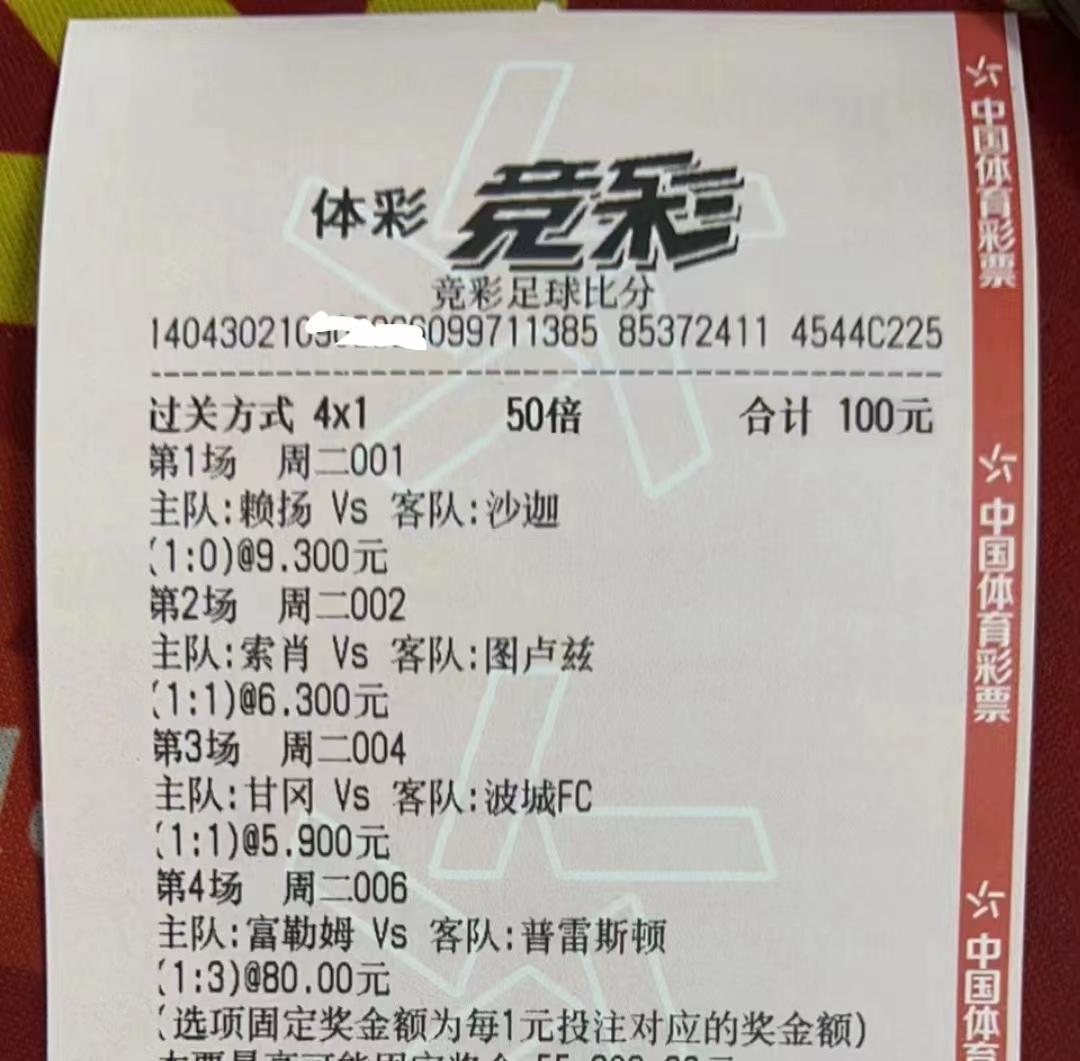 体彩 竞彩
竞彩足球比分
099711385 85372411 4544C225
过关方式 4x1 50倍 合计 100元
第1场 周二001
主队:赖扬 Vs 客队:沙迦
(1:0)@9.300元
第2场 周二002
主队:索肖 Vs 客队:图卢兹
(1:1)@6.300元
第3场 周二004
主队:甘冈 Vs 客队:波城FC
(1:1)@5.900元
第4场 周二006
主队:富勒姆 Vs 客队:普雷斯顿
(1:3)@80.00元
(选项固定奖金额为每1元投注对应的奖金额)
中国体育彩票
中国体育彩票
中国体育